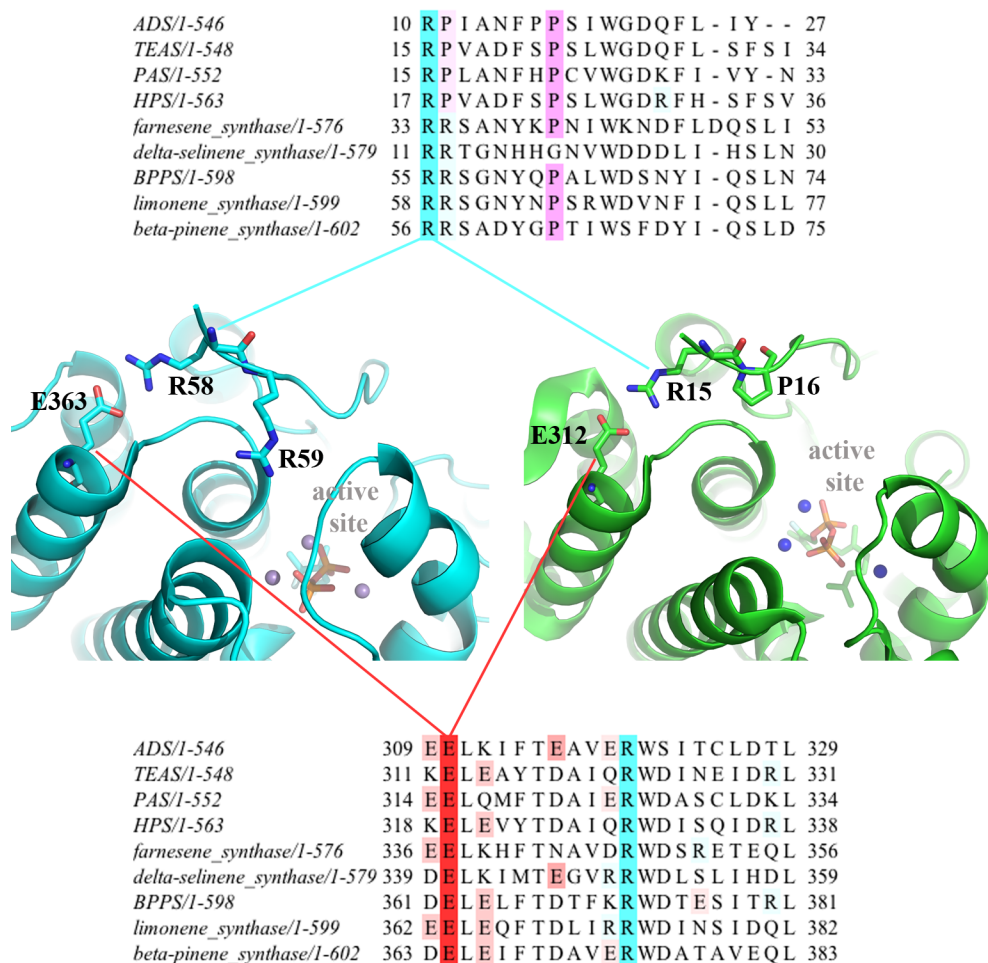 ADS/1-546 10 R P I A N F P P S I W G D Q F L - I Y - - 27
TEAS/1-548 15 R P V A D F S P S L W G D Q F L - S F S I 34
PAS/1-552 15 R P L A N F H P C V W G D K F I - V Y - N 33
HPS/1-563 17 R P V A D F S P S L W G D R F H - S F S V 36
farnesene_synthase/1-576 33 R R S A N Y K P N I W K N D F L D Q S L I 53
delta-selinene_synthase/1-579 11 R R T G N H H G N V W D D D L I - H S L N 30
BPPS/1-598 55 R R S G N Y Q P A L W D S N Y I - Q S L N 74
limonene_synthase/1-599 58 R R S G N Y N P S R W D V N F I - Q S L L 77
beta-pinene_synthase/1-602 56 R R S A D Y G P T I W S F D Y I - Q S L D 75
R58
E363
R59
active
site
R15
P16
E312
active
site
ADS/1-546 309 E E L K I F T E A V E R W S I T C L D T L 329
TEAS/1-548 311 K E L E A Y T D A I Q R W D I N E I D R L 331
PAS/1-552 314 E E L Q M F T D A I E R W D A S C L D K L 334
HPS/1-563 318 K E L E V Y T D A I Q R W D I S Q I D R L 338
farnesene_synthase/1-576 336 E E L K H F T N A V D R W D S R E T E Q L 356
delta-selinene_synthase/1-579 339 D E L K I M T E G V R R W D L S L I H D L 359
BPPS/1-598 361 D E L E L F T D T F K R W D T E S I T R L 381
limonene_synthase/1-599 362 E E L E Q F T D L I R R W D I N S I D Q L 382
beta-pinene_synthase/1-602 363 D E L E I F T D A V E R W D A T A V E Q L 383